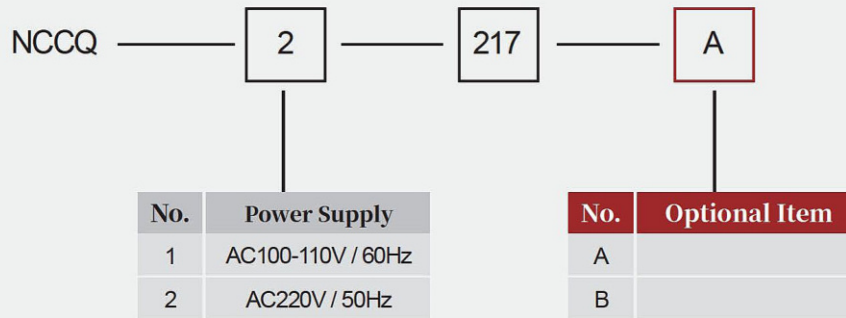 NCCQ 2 217 A
No. Power Supply
1 AC100-110V / 60Hz
2 AC220V / 50Hz
No. Optional Item
A
B